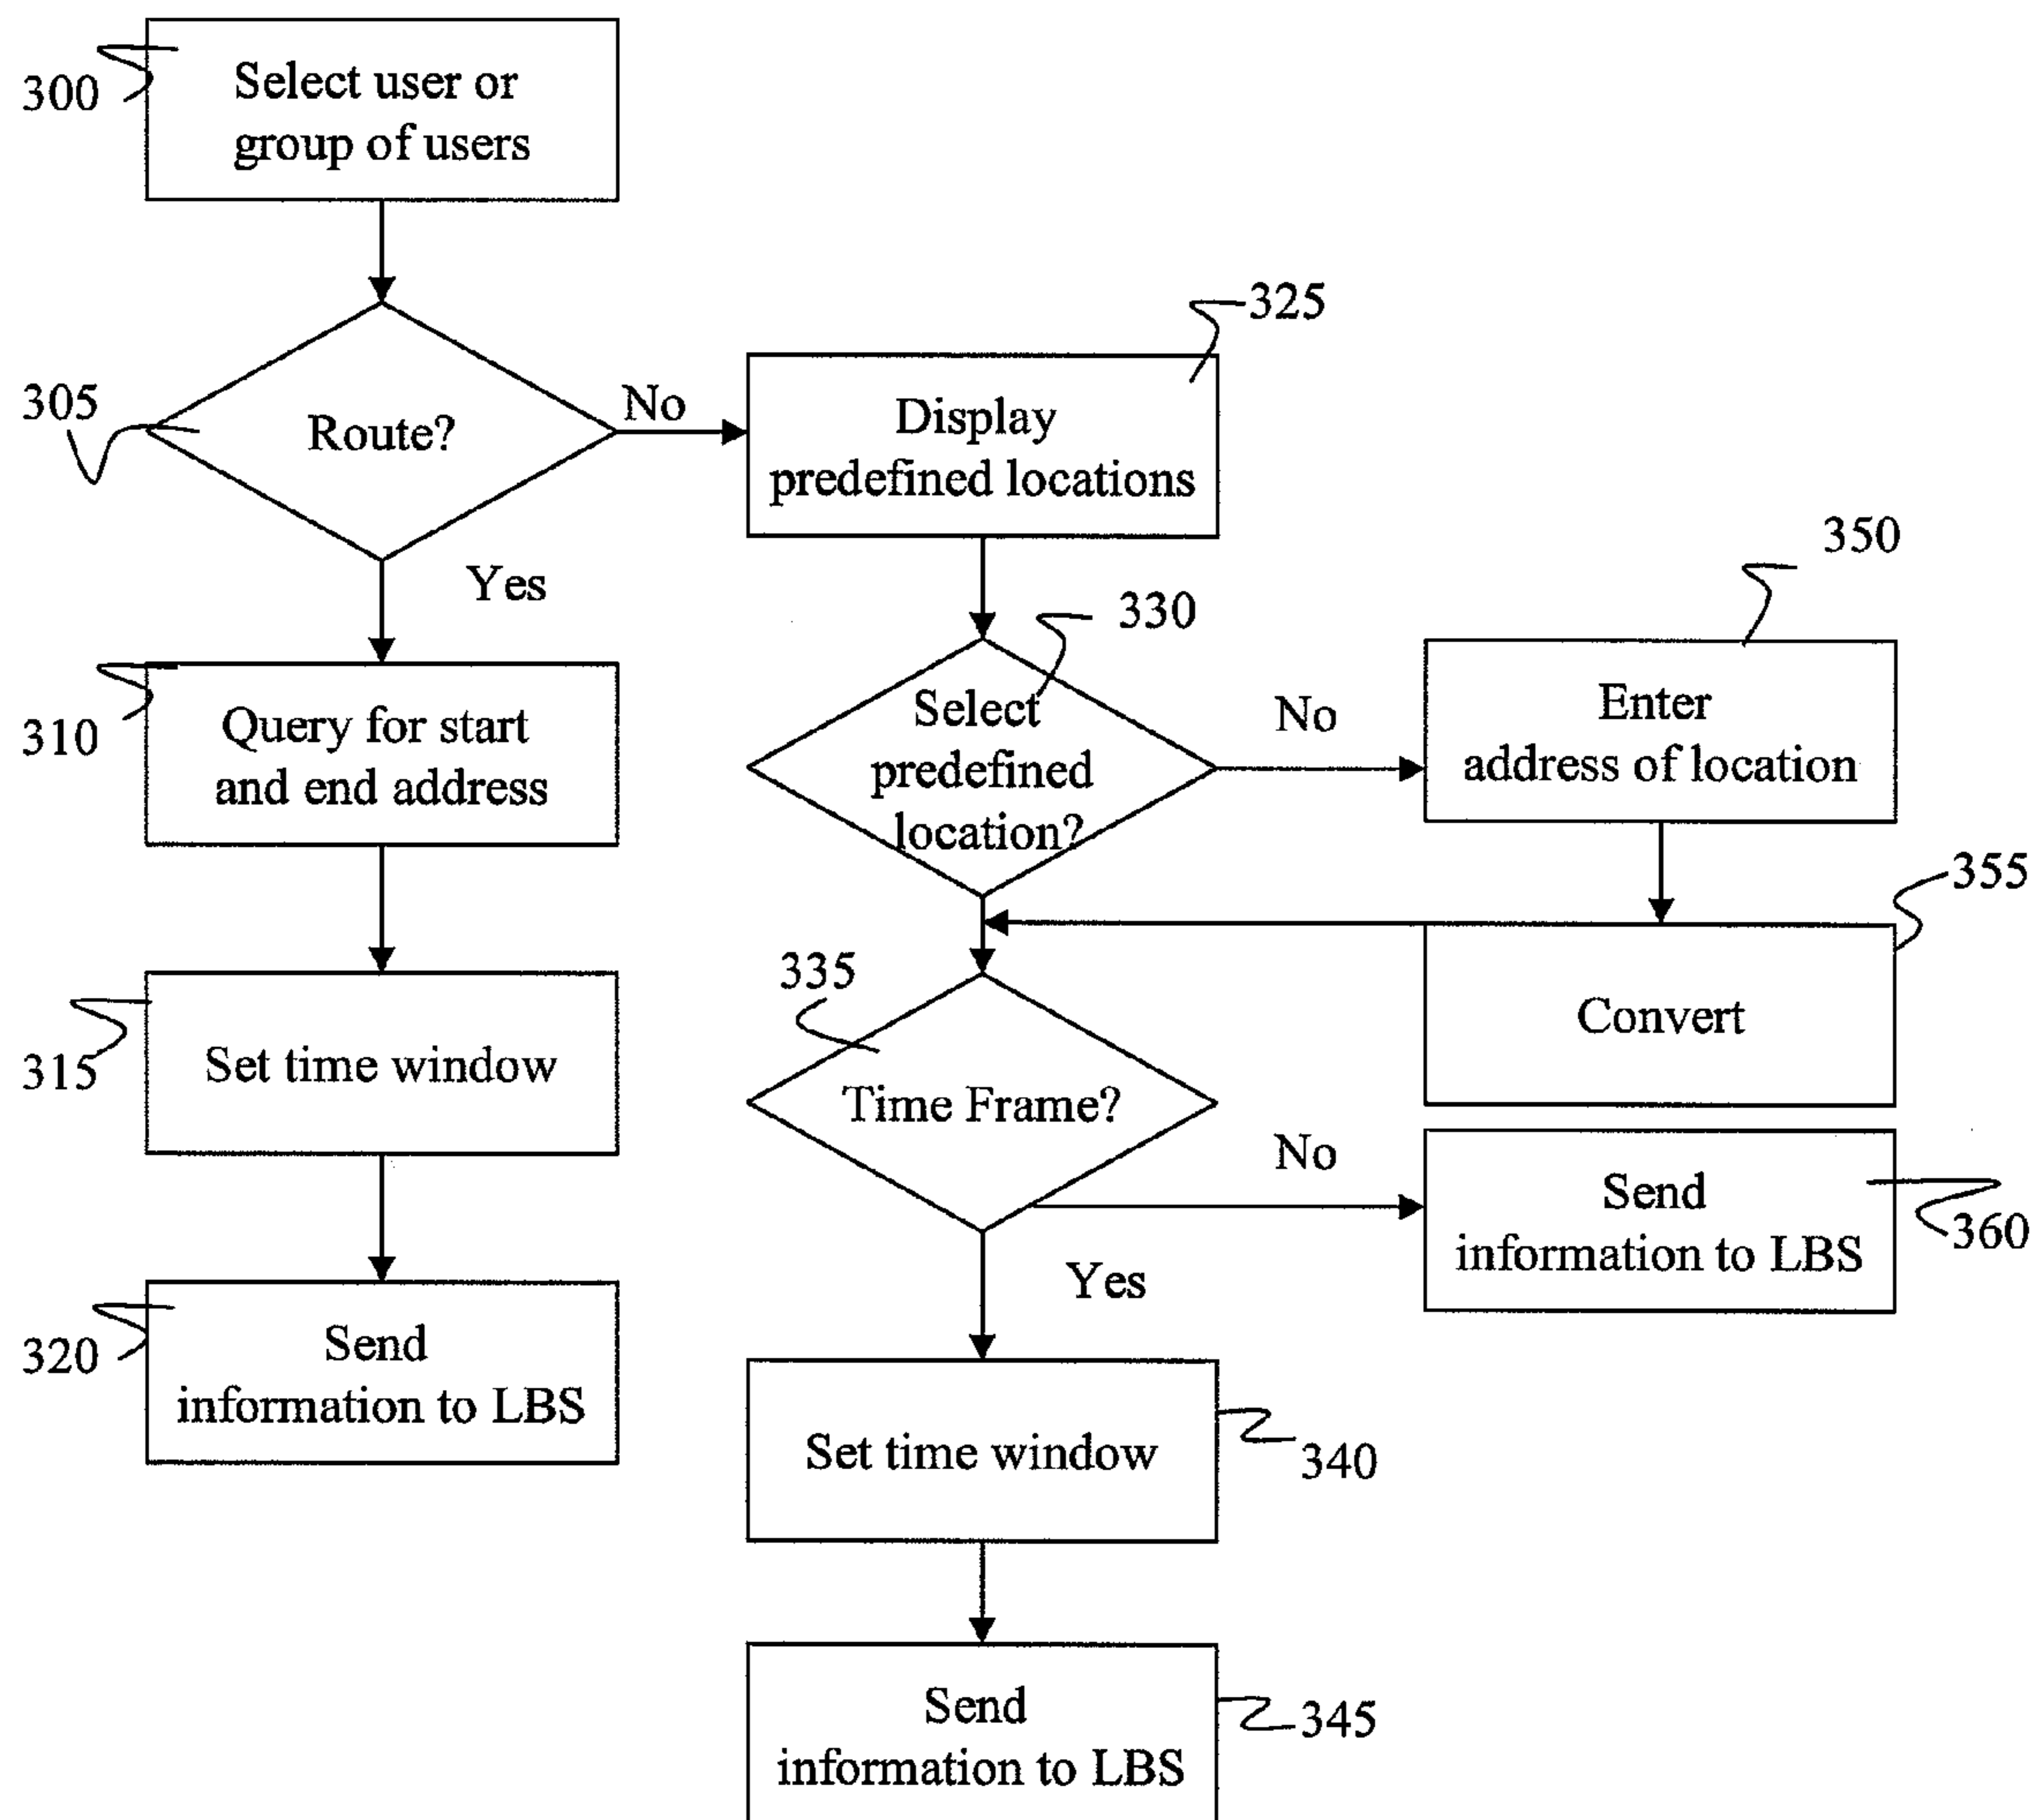 300
Select user or
group of users
305
Route?
No
Yes
325
Display
predefined locations
310
Query for start
and end address
330
Select
predefined
location?
No
350
Enter
address of location
355
Convert
315
Set time window
335
Time Frame?
No
Yes
360
Send
information to LBS
320
Send
information to LBS
340
Set time window
345
Send
information to LBS